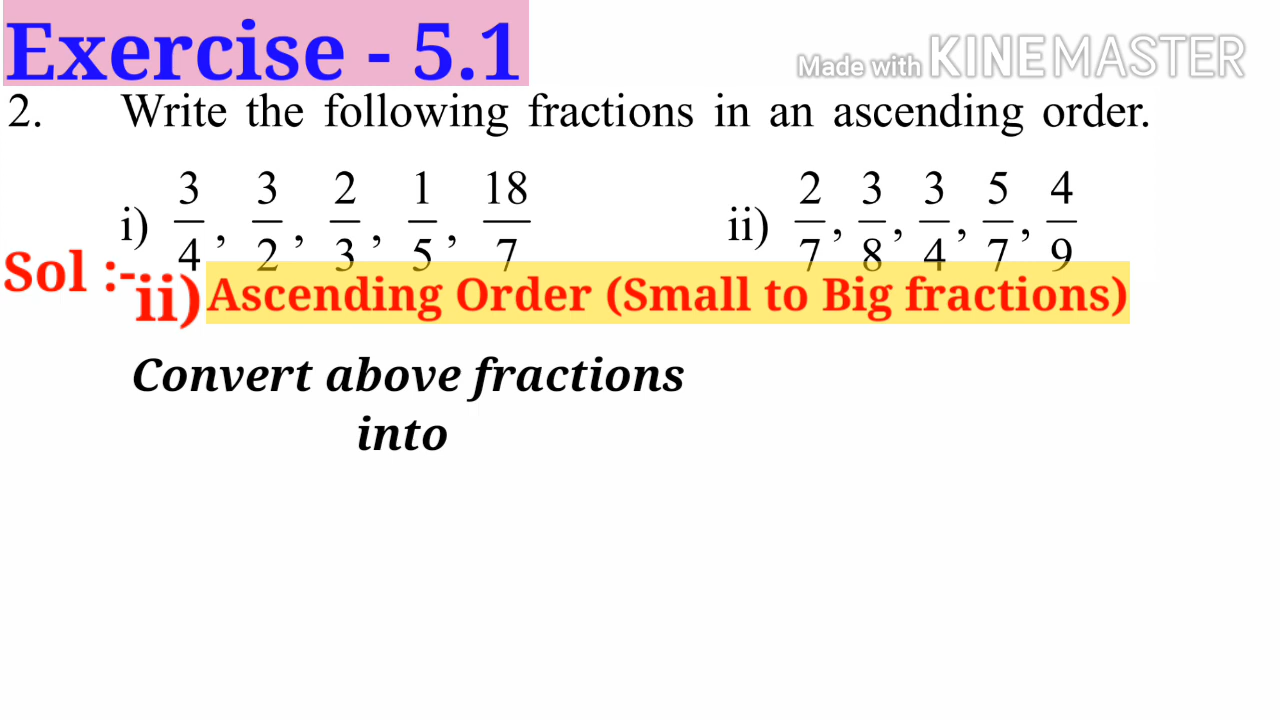 Exercise - 5.1
Made with KINEMASTER
2. Write the following fractions in an ascending order.
i) 3/4, 3/2, 2/3, 1/5, 18/7 ii) 2/7, 3/8, 3/4, 5/7, 4/9
Sol :- ii) Ascending Order (Small to Big fractions)
Convert above fractions
into